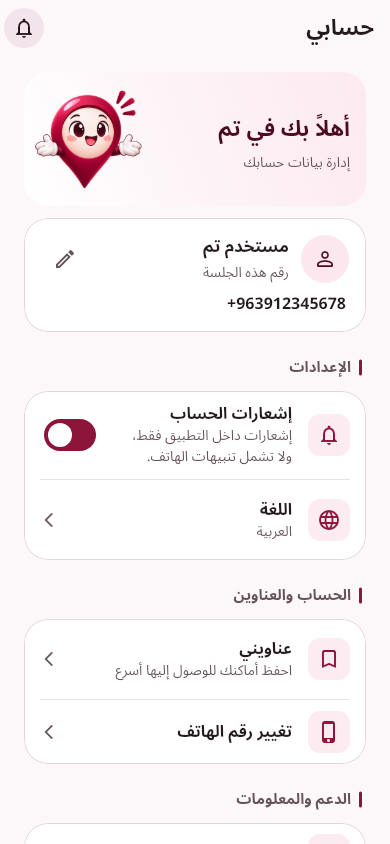 حسابي
أهلاً بك في تم
إدارة بيانات حسابك
مستخدم تم
رقم هذه الجلسة
+963912345678
الإعدادات
إشعارات الحساب
إشعارات داخل التطبيق فقط،
ولا تشمل تنبيهات الهاتف.
اللغة
العربية
الحساب والعناوين
عناويني
احفظ أماكنك للوصول إليها أسرع
تغيير رقم الهاتف
الدعم والمعلومات